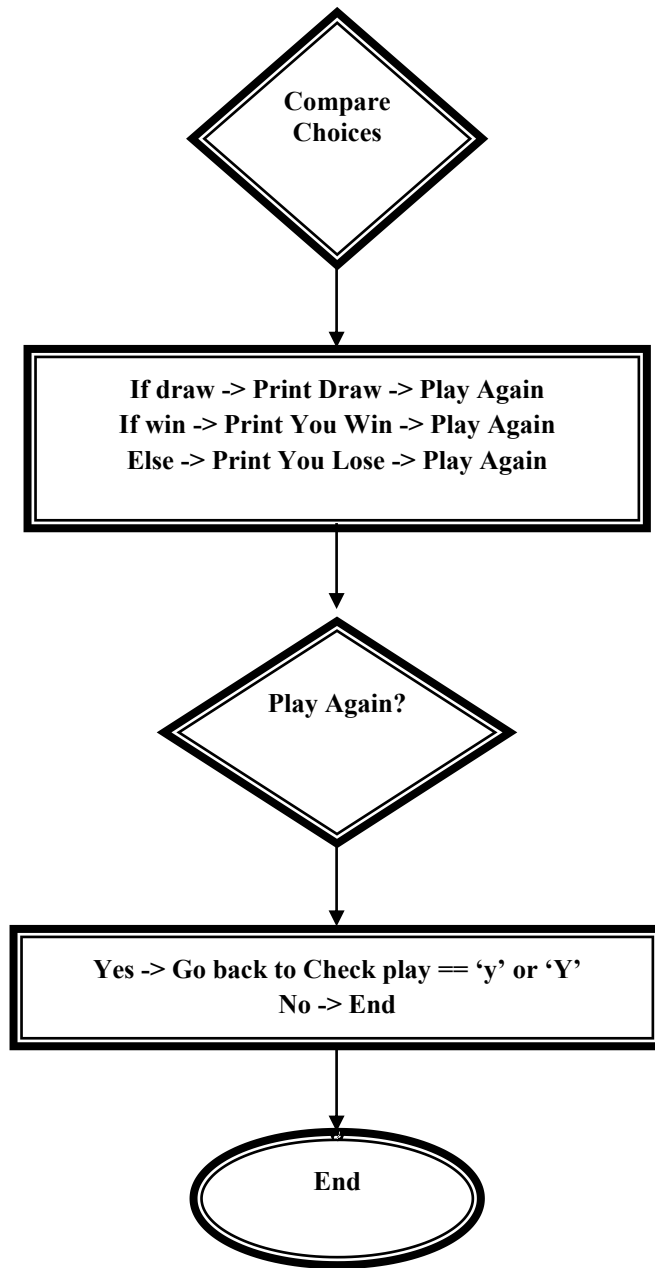 Compare
Choices
If draw -> Print Draw -> Play Again
If win -> Print You Win -> Play Again
Else -> Print You Lose -> Play Again
Play Again?
Yes -> Go back to Check play == ‘y’ or ‘Y’
No -> End
End